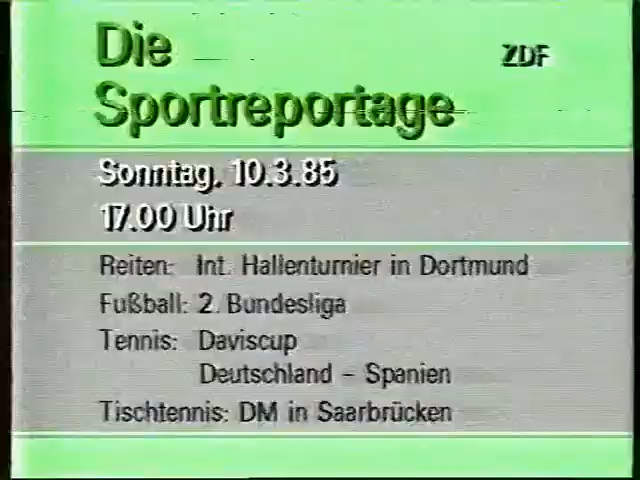 Die
Sportreportage
ZDF
Sonntag, 10.3.85
17.00 Uhr
Reiten: Int. Hallenturnier in Dortmund
Fußball: 2. Bundesliga
Tennis: Daviscup
Deutschland - Spanien
Tischtennis: DM in Saarbrücken